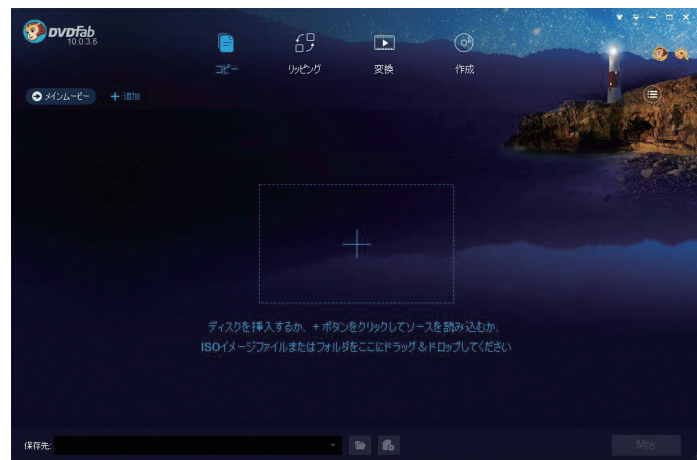 DVDFab
10.0.3.6
コピー
リッピング
変換
作成
メインムービー
+ 追加
ディスクを挿入するか、+ ボタンをクリックしてソースを読み込むか、
ISOイメージファイルまたはフォルダをここにドラッグ & ドロップしてください
保存先:
開始